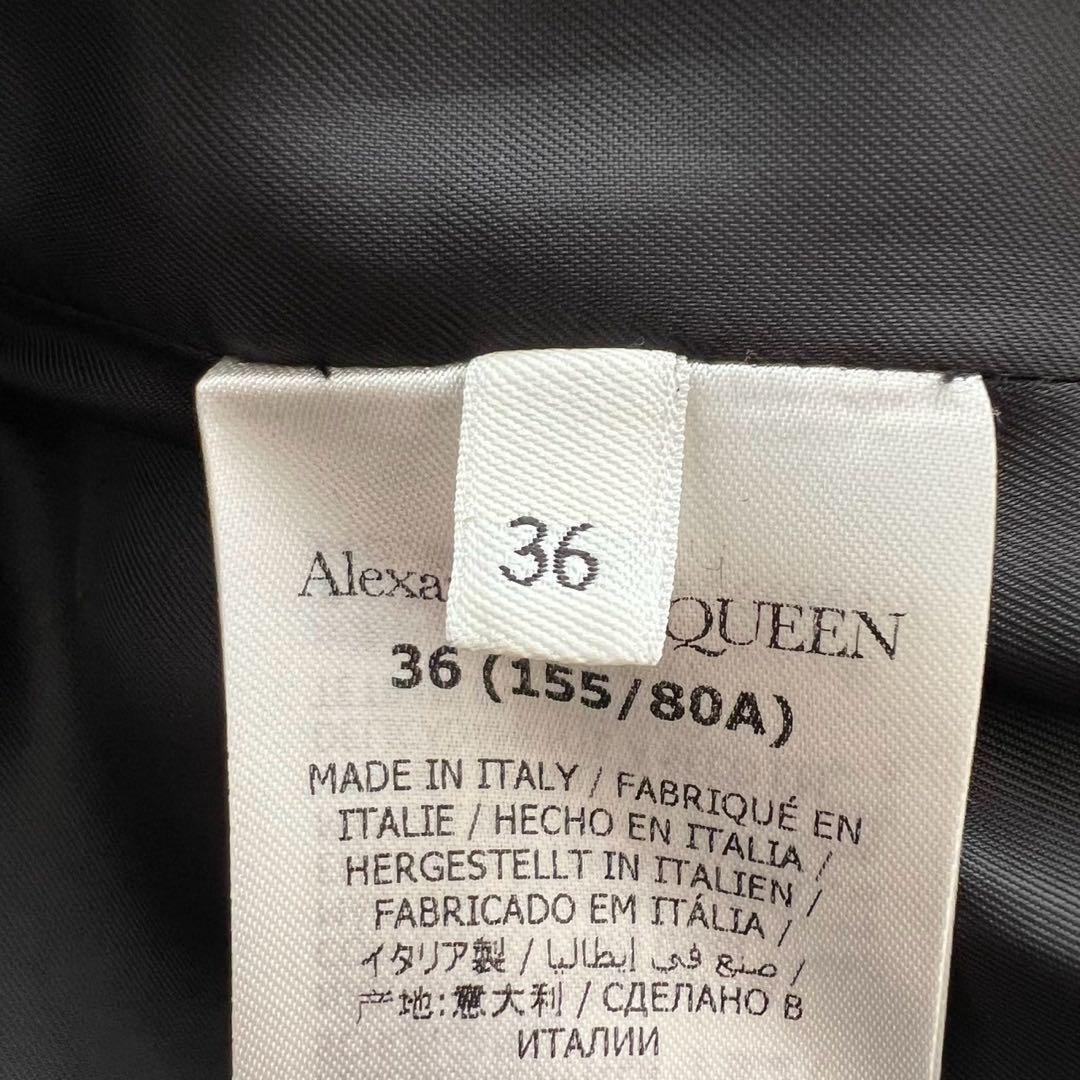 36
Alexa QUEEN
36 (155/80A)
MADE IN ITALY / FABRIQUÉ EN
ITALIE / HECHO EN ITALIA /
HERGESTELLT IN ITALIEN /
FABRICADO EM ITÁLIA /
イタリア製 / صنع في إيطاليا /
产地:意大利 / СДЕЛАНО В
ИТАЛИИ